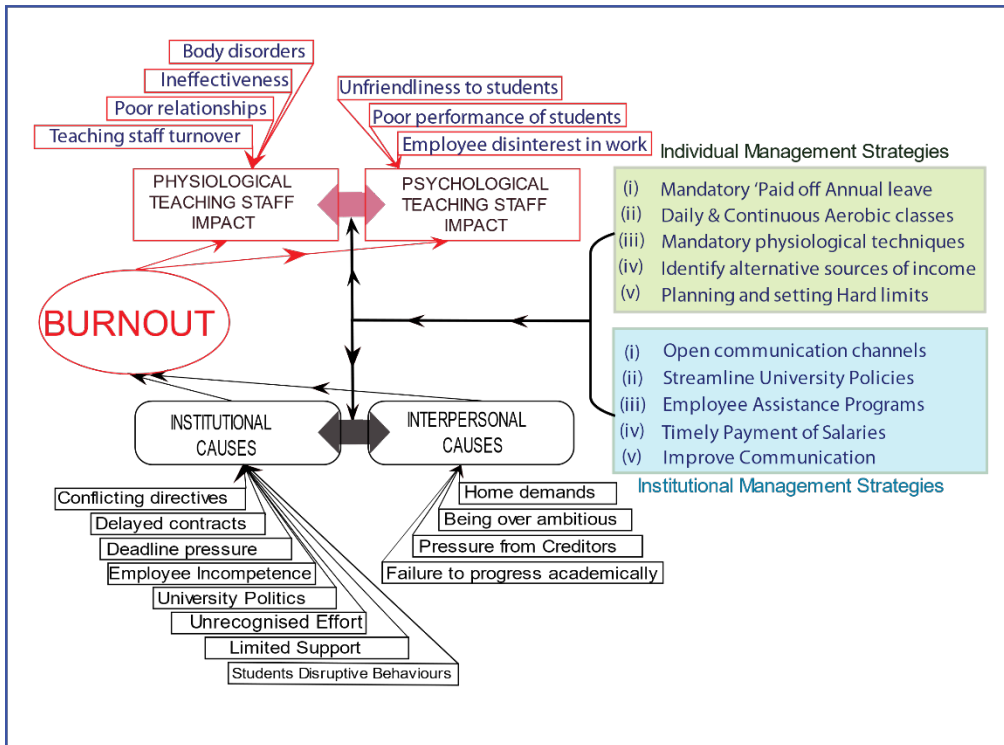 Body disorders
Ineffectiveness
Poor relationships
Teaching staff turnover
Unfriendliness to students
Poor performance of students
Employee disinterest in work
PHYSIOLOGICAL
TEACHING STAFF
IMPACT
PSYCHOLOGICAL
TEACHING STAFF
IMPACT
BURNOUT
INSTITUTIONAL
CAUSES
INTERPERSONAL
CAUSES
Conflicting directives
Delayed contracts
Deadline pressure
Employee Incompetence
University Politics
Unrecognised Effort
Limited Support
Students Disruptive Behaviours
Home demands
Being over ambitious
Pressure from Creditors
Failure to progress academically
Individual Management Strategies
(i) Mandatory 'Paid off Annual leave
(ii) Daily & Continuous Aerobic classes
(iii) Mandatory physiological techniques
(iv) Identify alternative sources of income
(v) Planning and setting Hard limits
(i) Open communication channels
(ii) Streamline University Policies
(iii) Employee Assistance Programs
(iv) Timely Payment of Salaries
(v) Improve Communication
Institutional Management Strategies